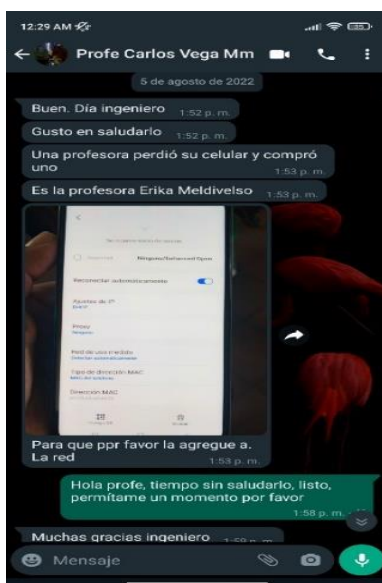 12:29 AM
Profe Carlos Vega Mm
5 de agosto de 2022
Buen. Día ingeniero 1:52 p. m.
Gusto en saludarlo 1:52 p. m.
Una profesora perdió su celular y compró
uno 1:53 p. m.
Es la profesora Erika Meldivelso 1:53 p. m.
Reconectar automáticamente
Ajustes de IP
Proxy
Red de uso medido
Detectar automáticamente
Tipo de dirección MAC
Dirección MAC
Para que ppr favor la agregue a.
La red 1:53 p. m.
Hola profe, tiempo sin saludarlo, listo,
permítame un momento por favor
1:58 p. m.
Muchas gracias ingeniero 1:59 p. m.
Mensaje